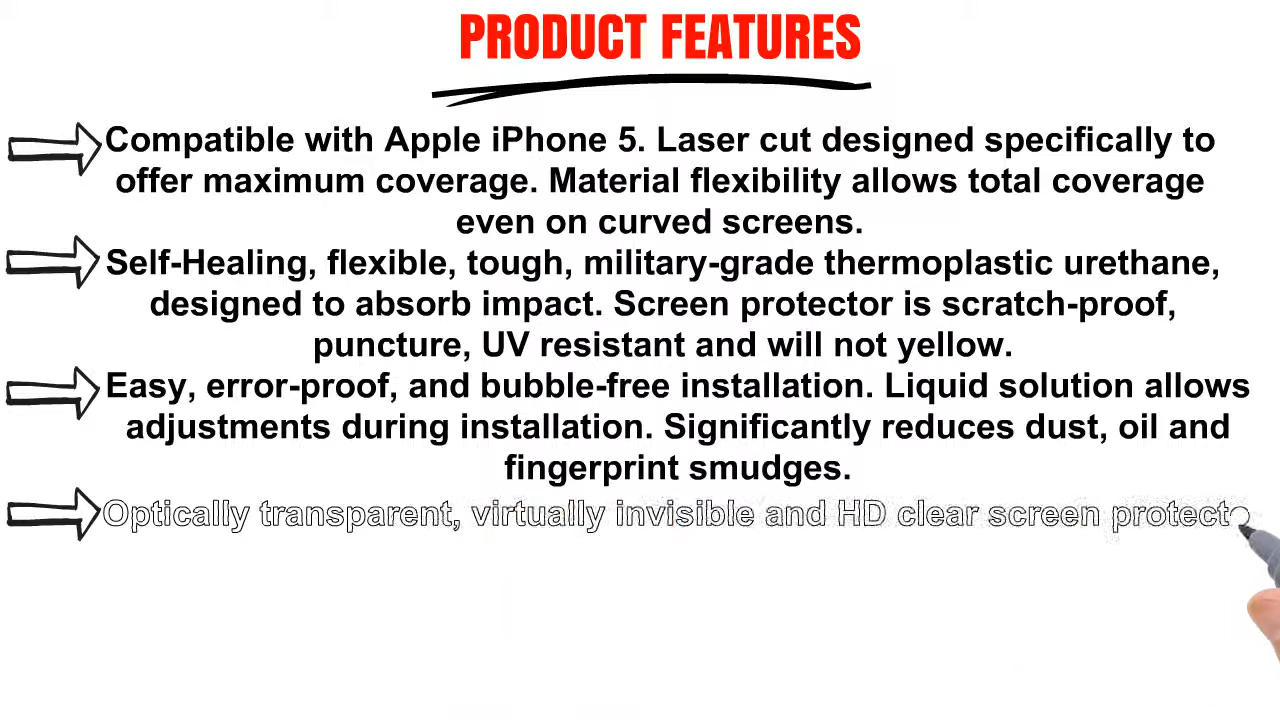 PRODUCT FEATURES
Compatible with Apple iPhone 5. Laser cut designed specifically to
offer maximum coverage. Material flexibility allows total coverage
even on curved screens.
Self-Healing, flexible, tough, military-grade thermoplastic urethane,
designed to absorb impact. Screen protector is scratch-proof,
puncture, UV resistant and will not yellow.
Easy, error-proof, and bubble-free installation. Liquid solution allows
adjustments during installation. Significantly reduces dust, oil and
fingerprint smudges.
Optically transparent, virtually invisible and HD clear screen protecto